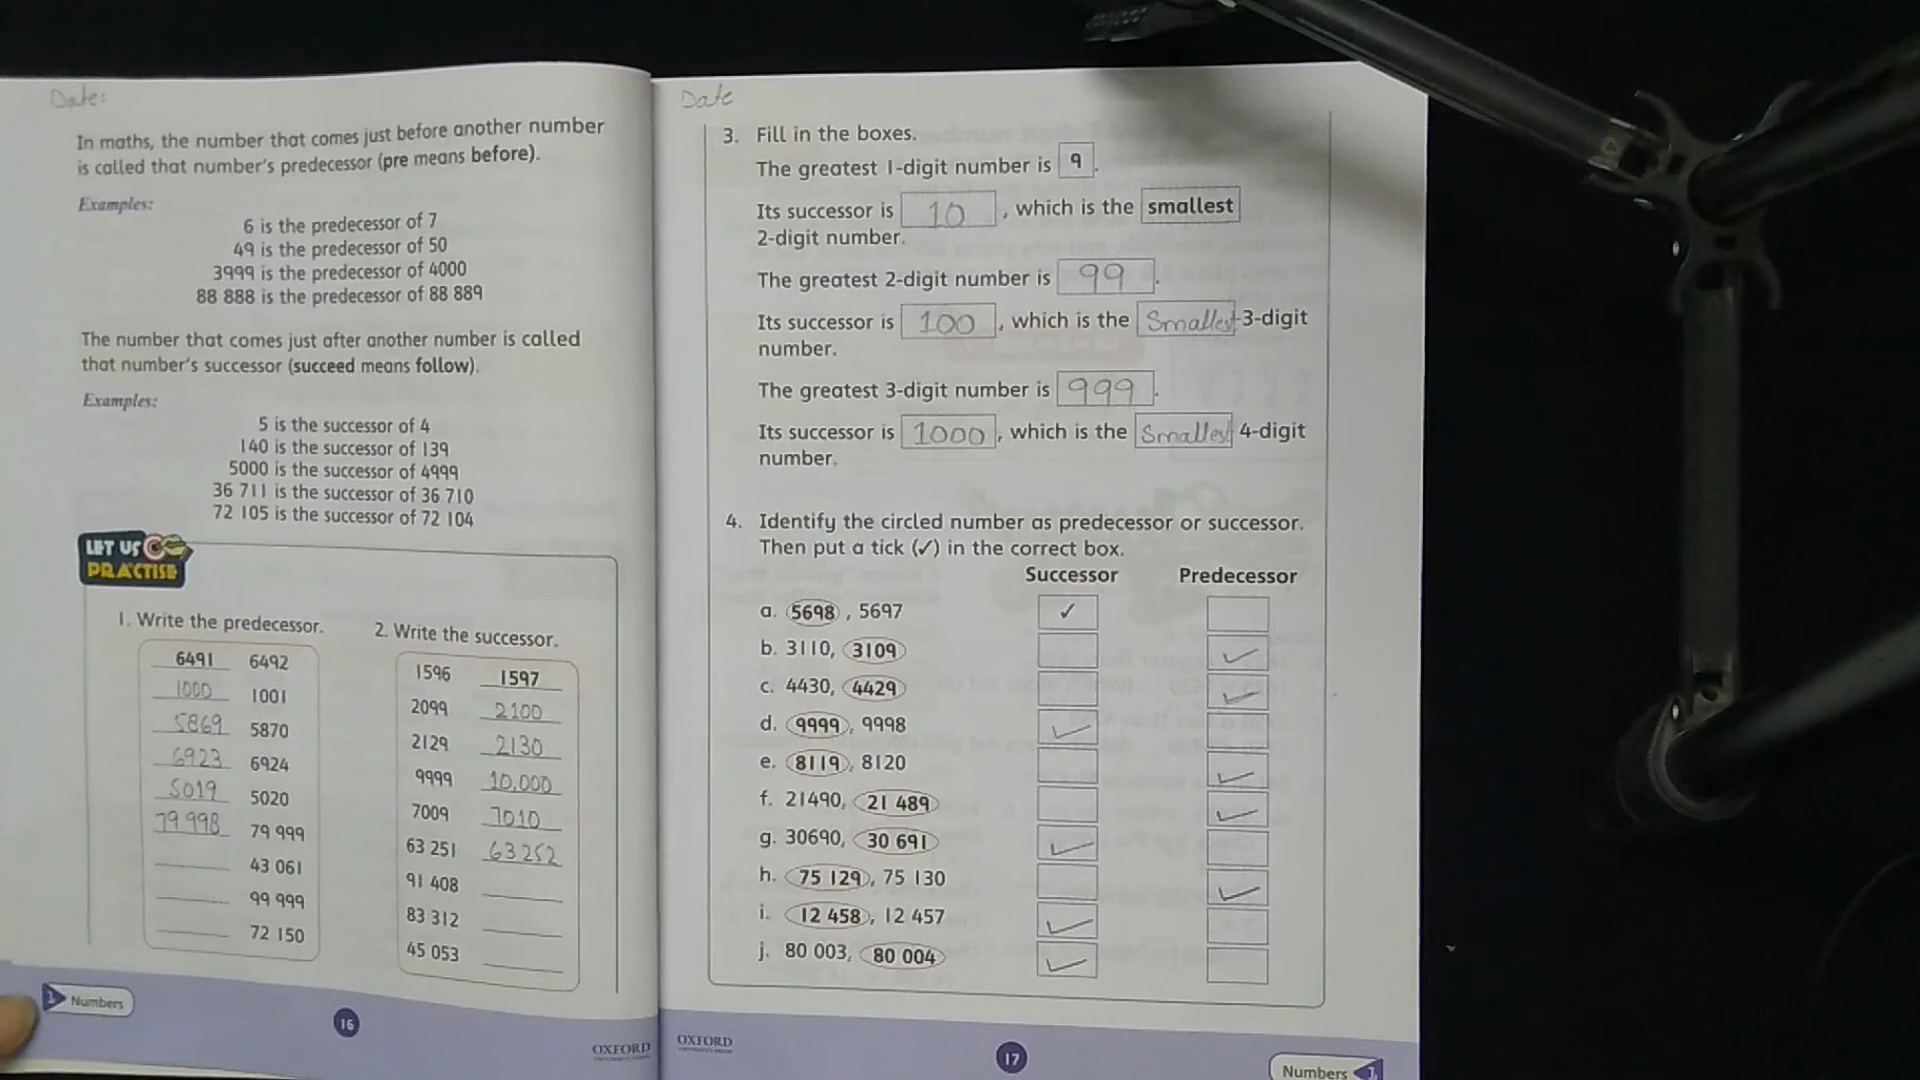 Date:
In maths, the number that comes just before another number
is called that number's predecessor (pre means before).
Examples:
6 is the predecessor of 7
49 is the predecessor of 50
3999 is the predecessor of 4000
88 888 is the predecessor of 88 889
The number that comes just after another number is called
that number's successor (succeed means follow).
Examples:
5 is the successor of 4
140 is the successor of 139
5000 is the successor of 4999
36 711 is the successor of 36 710
72 105 is the successor of 72 104
LET US
PRACTISE
1. Write the predecessor.
6491 6492
1000 1001
5869 5870
6923 6924
5019 5020
79 998 79 999
43 061
99 999
72 150
2. Write the successor.
1596 1597
2099 2100
2129 2130
9999 10,000
7009 7010
63 251 63 252
91 408
83 312
45 053
1 Numbers
16
OXFORD
Date
3. Fill in the boxes.
The greatest 1-digit number is 9.
Its successor is 10, which is the smallest
2-digit number.
The greatest 2-digit number is 99.
Its successor is 100, which is the Smallest 3-digit
number.
The greatest 3-digit number is 999.
Its successor is 1000, which is the Smallest 4-digit
number.
4. Identify the circled number as predecessor or successor.
Then put a tick (✓) in the correct box.
Successor Predecessor
a. 5698, 5697 ✓
b. 3110, 3109 ✓
c. 4430, 4429 ✓
d. 9999, 9998 ✓
e. 8119, 8120 ✓
f. 21490, 21 489 ✓
g. 30690, 30 691 ✓
h. 75 129, 75 130 ✓
i. 12 458, 12 457 ✓
j. 80 003, 80 004 ✓
OXFORD
17
Numbers 1